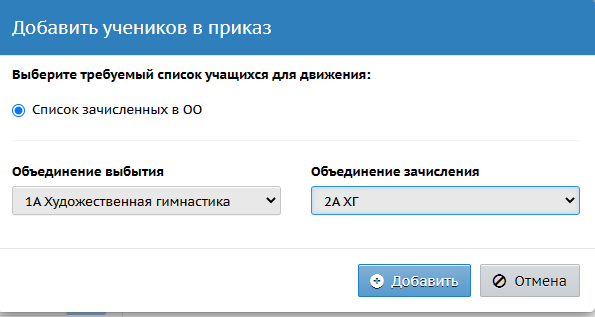 Добавить учеников в приказ
Выберите требуемый список учащихся для движения:
Список зачисленных в ОО
Объединение выбытия Объединение зачисления
1А Художественная гимнастика 2А ХГ
Добавить Отмена